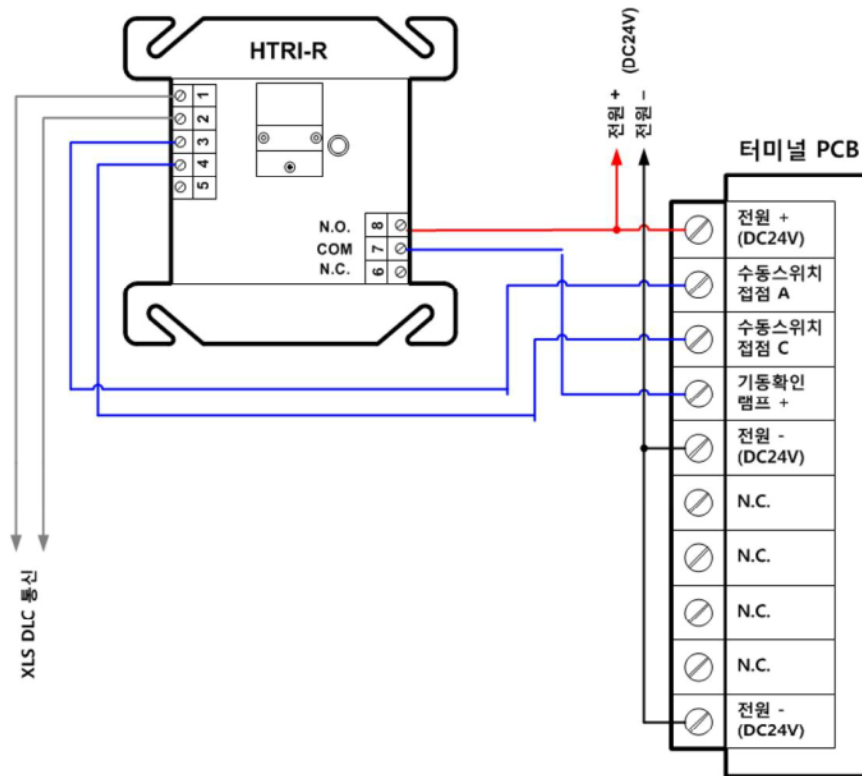 HTRI-R
1
2
3
4
5
N.O. 8
COM 7
N.C. 6
전원 +
전원 -
(DC24V)
터미널 PCB
전원 +
(DC24V)
수동스위치
접점 A
수동스위치
접점 C
기동확인
램프 +
전원 -
(DC24V)
N.C.
N.C.
N.C.
N.C.
전원 -
(DC24V)
XLS DLC 통신